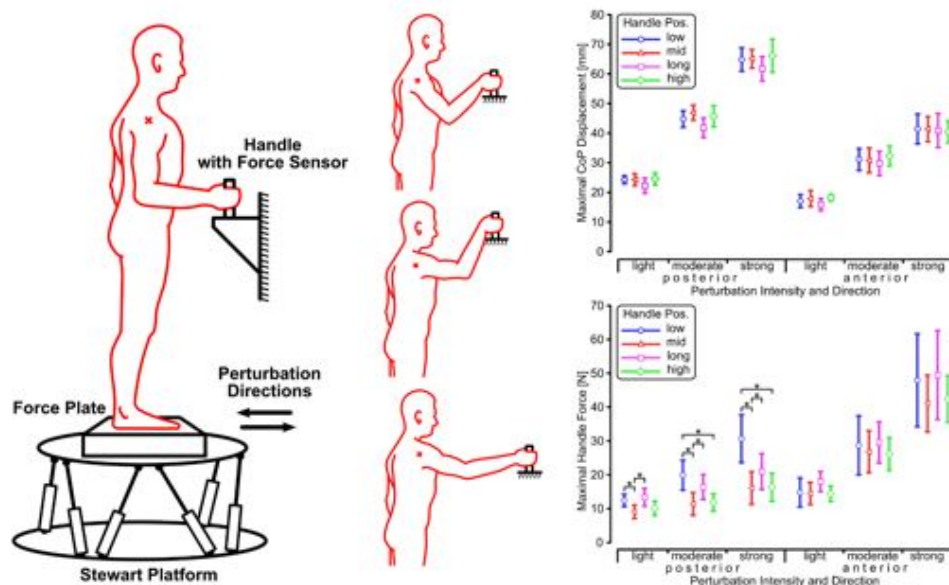 Handle
with Force Sensor
Perturbation
Directions
Force Plate
Stewart Platform
Maximal CoP Displacement [mm]
80
70
60
50
40
30
20
10
0
Handle Pos.
low
mid
long
high
light moderate strong light moderate strong
posterior anterior
Perturbation Intensity and Direction
Maximal Handle Force [N]
70
60
50
40
30
20
10
0
Handle Pos.
low
mid
long
high
* * * * * *
light moderate strong light moderate strong
posterior anterior
Perturbation Intensity and Direction